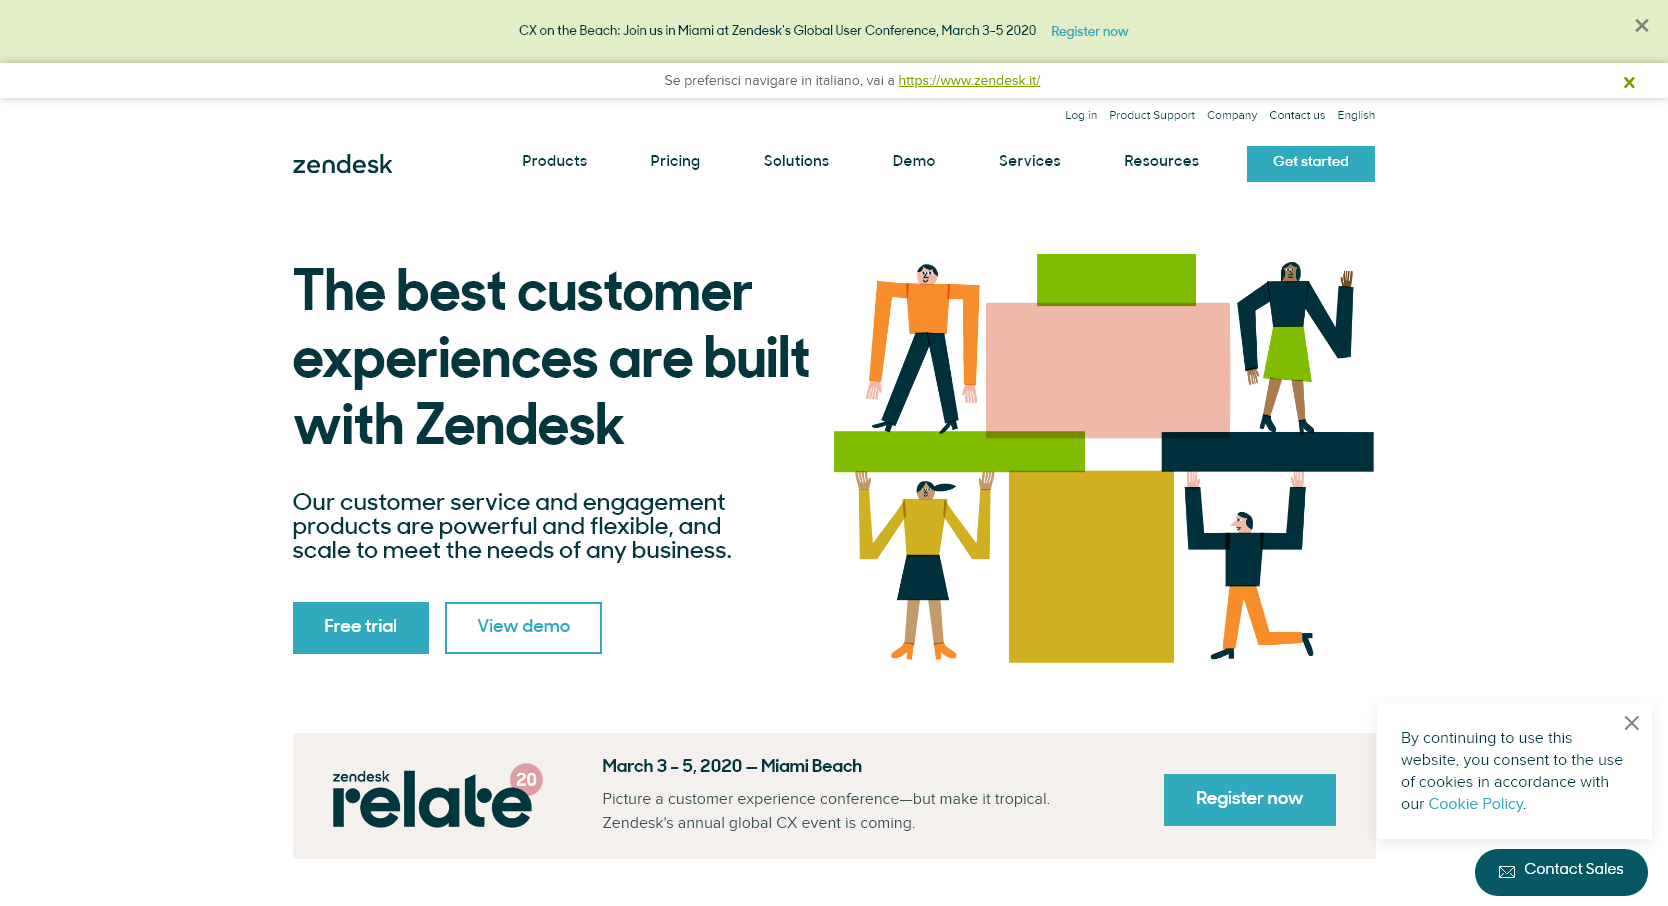 CX on the Beach: Join us in Miami at Zendesk's Global User Conference, March 3-5 2020 Register now
Se preferisci navigare in italiano, vai a https://www.zendesk.it/
Log in Product Support Company Contact us English
zendesk Products Pricing Solutions Demo Services Resources Get started
The best customer
experiences are built
with Zendesk
Our customer service and engagement
products are powerful and flexible, and
scale to meet the needs of any business.
Free trial View demo
zendesk
relate 20
March 3 – 5, 2020 — Miami Beach
Picture a customer experience conference—but make it tropical.
Zendesk's annual global CX event is coming.
Register now
By continuing to use this
website, you consent to the use
of cookies in accordance with
our Cookie Policy.
Contact Sales